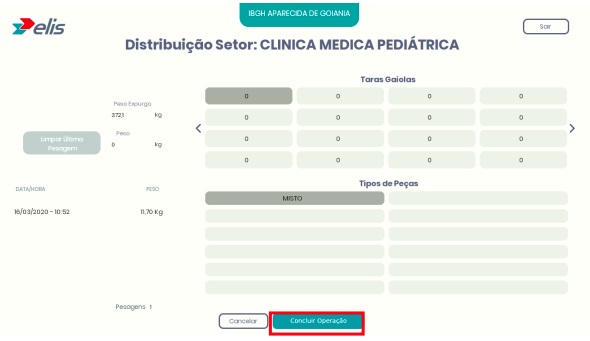 IBGH APARECIDA DE GOIANIA
elis
Sair
Distribuição Setor: CLINICA MEDICA PEDIÁTRICA
Taras Gaiolas
Peso Expurgo
3721 kg
Peso
0 kg
Limpar Última
Pesagem
0 0 0 0
0 0 0 0
0 0 0 0
0 0 0 0
Tipos de Peças
DATA/HORA PESO
MISTO
16/03/2020 - 10:52 11,70 Kg
Pesagens 1
Cancelar Concluir Operação